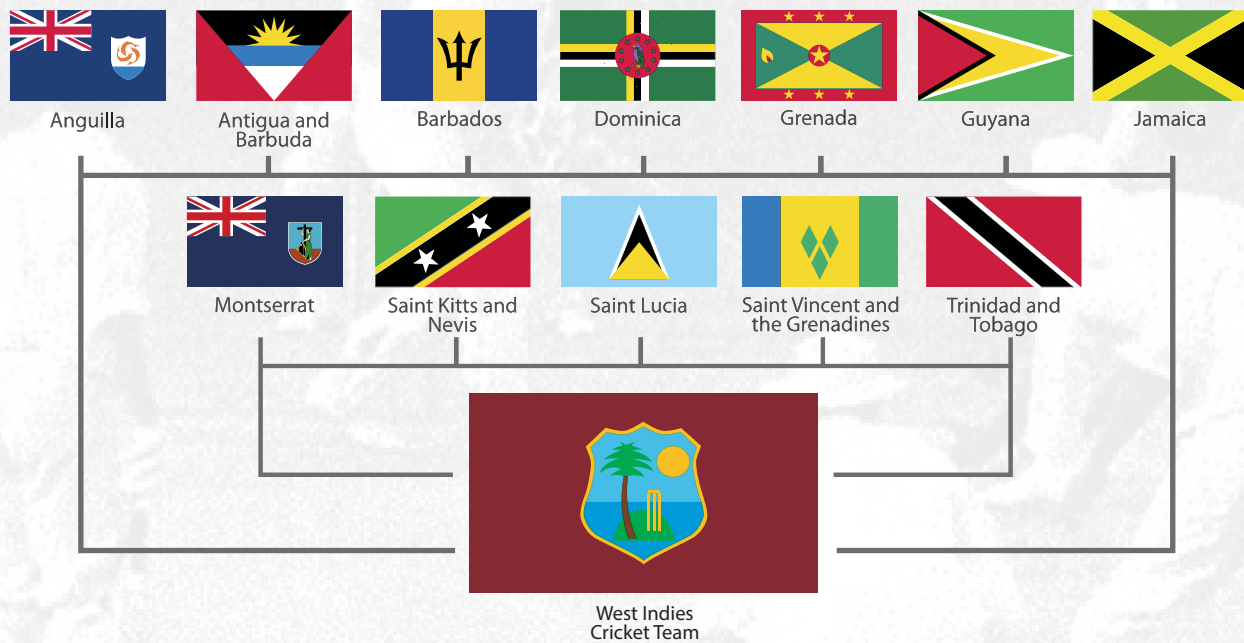 Anguilla
Antigua and
Barbuda
Barbados
Dominica
Grenada
Guyana
Jamaica
Montserrat
Saint Kitts and
Nevis
Saint Lucia
Saint Vincent and
the Grenadines
Trinidad and
Tobago
West Indies
Cricket Team